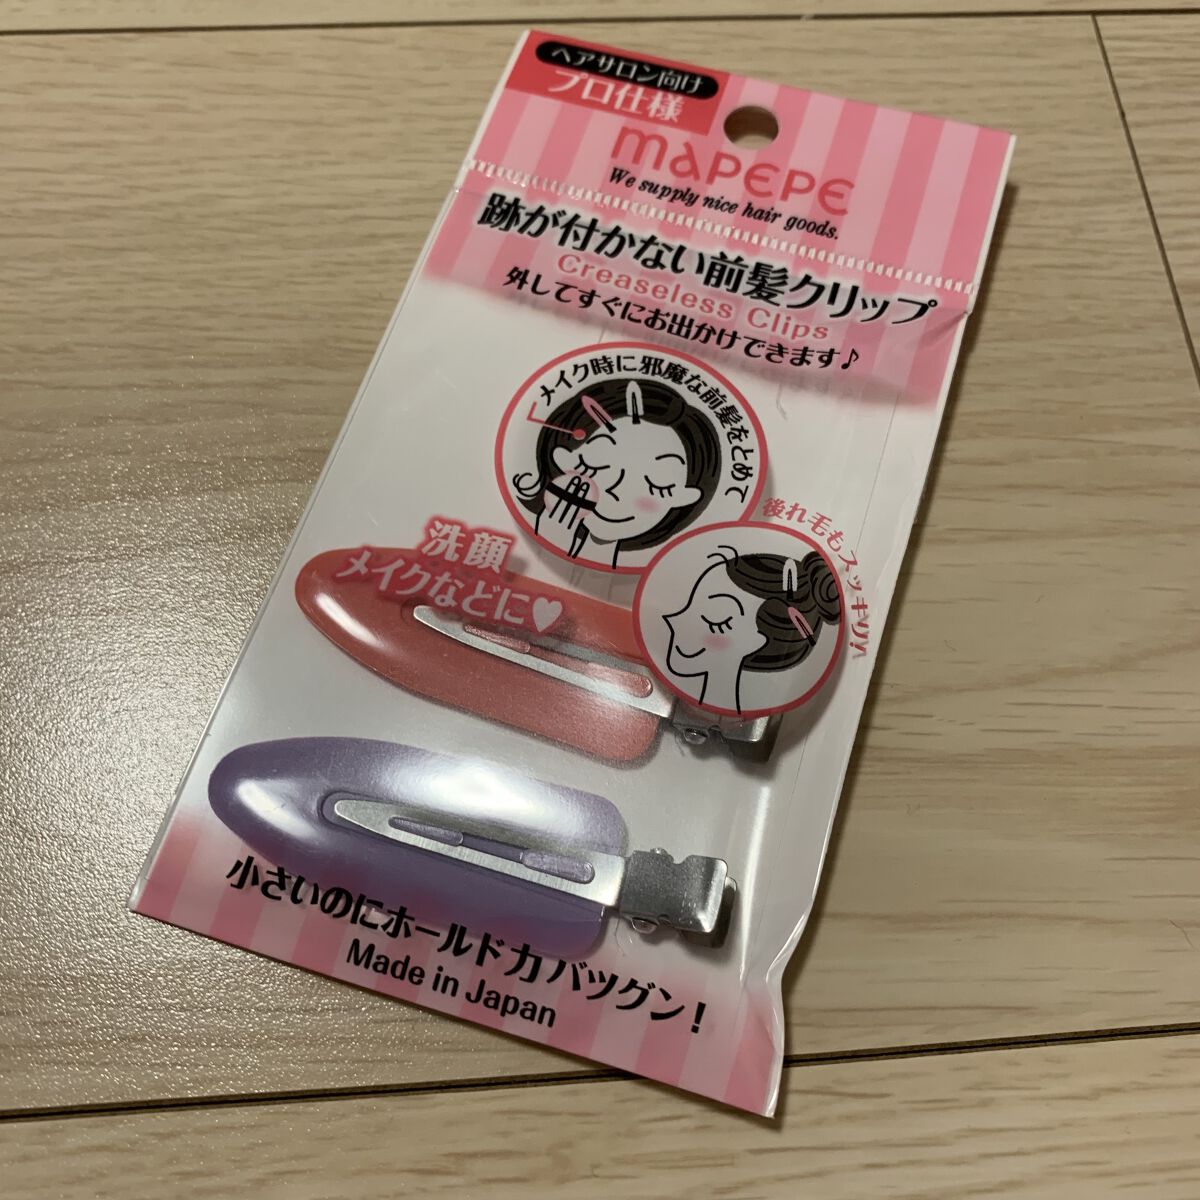 ヘアサロン向け
プロ仕様
mAPEPE
We supply nice hair goods.
跡が付かない前髪クリップ
Creaseless Clips
外してすぐにお出かけできます♪
メイク時に邪魔な前髪をとめて
後れ毛もスッキリ!
洗顔
メイクなどに♥
小さいのにホールド力バツグン!
Made in Japan